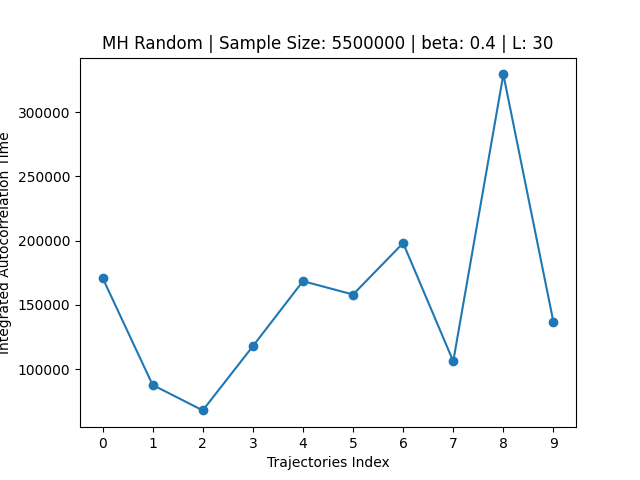 MH Random | Sample Size: 5500000 | beta: 0.4 | L: 30
Integrated Autocorrelation Time
300000
250000
200000
150000
100000
0 1 2 3 4 5 6 7 8 9
Trajectories Index